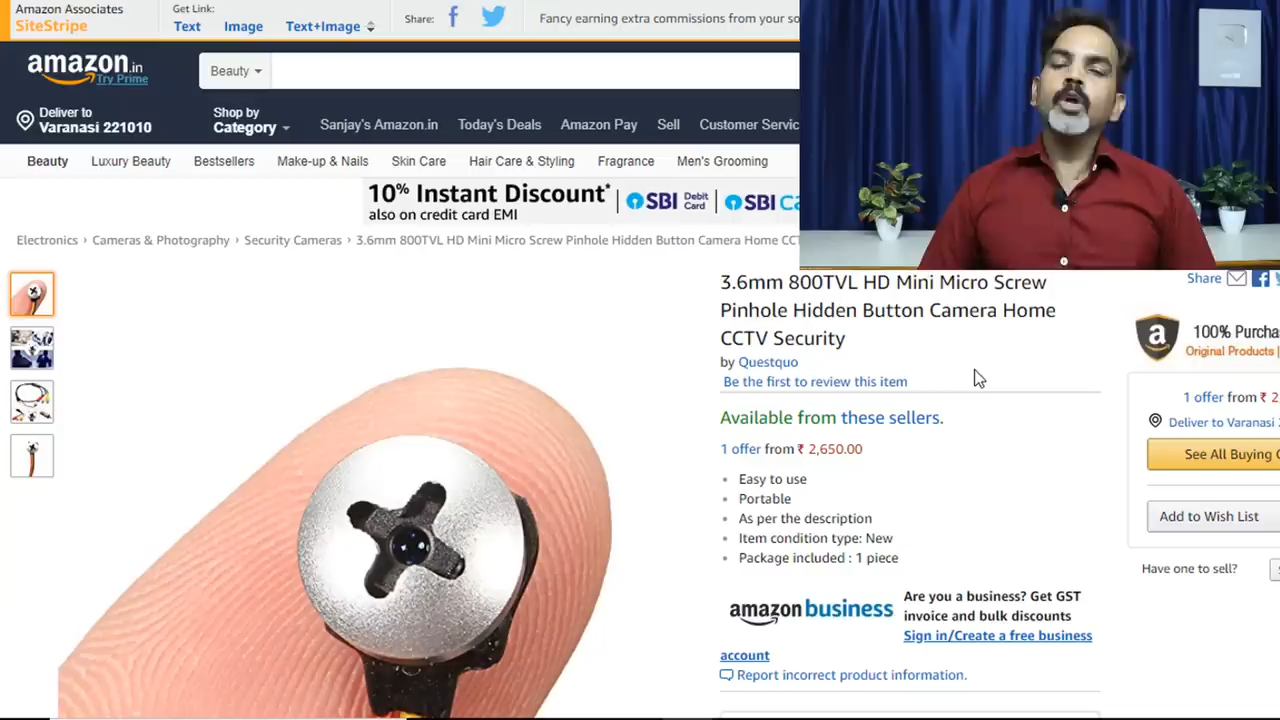 Amazon Associates
SiteStripe
Get Link:
Text Image Text+Image
Share:
Fancy earning extra commissions from your so
amazon.in
Try Prime
Beauty
Deliver to
Varanasi 221010
Shop by
Category
Sanjay's Amazon.in Today's Deals Amazon Pay Sell Customer Servic
Beauty Luxury Beauty Bestsellers Make-up & Nails Skin Care Hair Care & Styling Fragrance Men's Grooming
10% Instant Discount*
also on credit card EMI
SBI Debit Card
SBI Ca
Electronics › Cameras & Photography › Security Cameras › 3.6mm 800TVL HD Mini Micro Screw Pinhole Hidden Button Camera Home CCT
3.6mm 800TVL HD Mini Micro Screw
Pinhole Hidden Button Camera Home
CCTV Security
by Questquo
Be the first to review this item
Available from these sellers.
1 offer from ₹ 2,650.00
• Easy to use
• Portable
• As per the description
• Item condition type: New
• Package included : 1 piece
amazon business
Are you a business? Get GST
invoice and bulk discounts
Sign in/Create a free business
account
Report incorrect product information.
Share
100% Purcha
Original Products |
1 offer from ₹ 2,
Deliver to Varanasi 2
See All Buying O
Add to Wish List
Have one to sell?